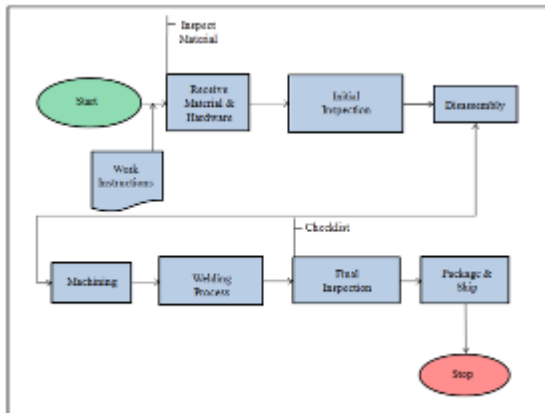 Inspect
Material
Start
Receive
Material &
Hardware
Initial
Inspection
Disassembly
Work
Instructions
Checklist
Machining
Welding
Process
Final
Inspection
Package &
Ship
Stop